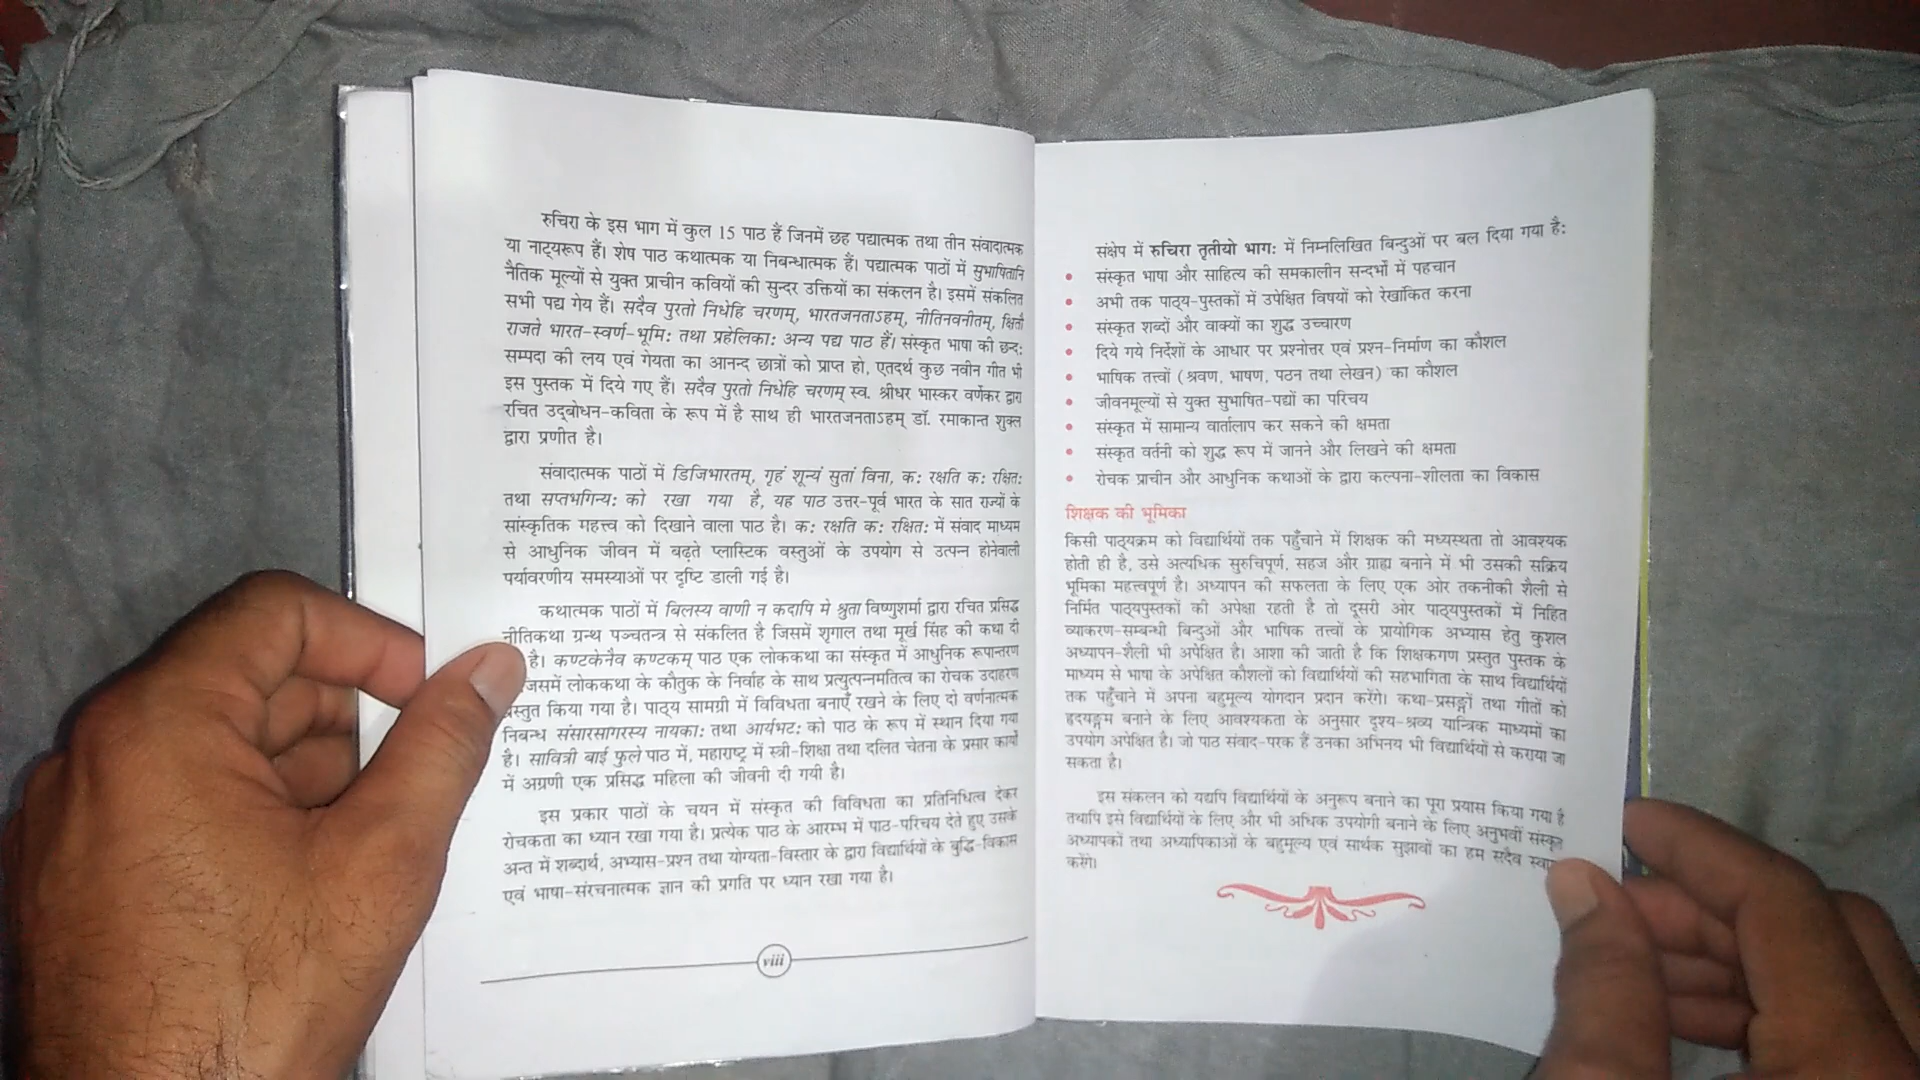 रुचिरा के इस भाग में कुल 15 पाठ हैं जिनमें छह पद्यात्मक तथा तीन संवादात्मक
या नाट्यरूप हैं। शेष पाठ कथात्मक या निबन्धात्मक हैं। पद्यात्मक पाठों में सुभाषितानि
नैतिक मूल्यों से युक्त प्राचीन कवियों की सुन्दर उक्तियों का संकलन है। इसमें संकलित
सभी पद्य गेय हैं। सदैव पुरतो निधेहि चरणम्, भारतजनताऽहम्, नीतिनवनीतम्, क्षितौ
राजते भारत-स्वर्ण-भूमिः तथा प्रहेलिकाः अन्य पद्य पाठ हैं। संस्कृत भाषा की छन्दः
सम्पदा की लय एवं गेयता का आनन्द छात्रों को प्राप्त हो, एतदर्थ कुछ नवीन गीत भी
इस पुस्तक में दिये गए हैं। सदैव पुरतो निधेहि चरणम् स्व. श्रीधर भास्कर वर्णेकर द्वारा
रचित उद्बोधन-कविता के रूप में है साथ ही भारतजनताऽहम् डॉ. रमाकान्त शुक्ल
द्वारा प्रणीत है।
संवादात्मक पाठों में डिजिभारतम्, गृहं शून्यं सुतां विना, कः रक्षति कः रक्षितः
तथा सप्तभगिन्यः को रखा गया है, यह पाठ उत्तर-पूर्व भारत के सात राज्यों के
सांस्कृतिक महत्त्व को दिखाने वाला पाठ है। कः रक्षति कः रक्षितः में संवाद माध्यम
से आधुनिक जीवन में बढ़ते प्लास्टिक वस्तुओं के उपयोग से उत्पन्न होनेवाली
पर्यावरणीय समस्याओं पर दृष्टि डाली गई है।
कथात्मक पाठों में बिलस्य वाणी न कदापि मे श्रुता विष्णुशर्मा द्वारा रचित प्रसिद्ध
नीतिकथा ग्रन्थ पञ्चतन्त्र से संकलित है जिसमें शृगाल तथा मूर्ख सिंह की कथा दी
है। कण्टकेनैव कण्टकम् पाठ एक लोककथा का संस्कृत में आधुनिक रूपान्तरण
जिसमें लोककथा के कौतुक के निर्वाह के साथ प्रत्युत्पन्नमतित्व का रोचक उदाहरण
प्रस्तुत किया गया है। पाठ्य सामग्री में विविधता बनाएँ रखने के लिए दो वर्णनात्मक
निबन्ध संसारसागरस्य नायकाः तथा आर्यभटः को पाठ के रूप में स्थान दिया गया
है। सावित्री बाई फुले पाठ में, महाराष्ट्र में स्त्री-शिक्षा तथा दलित चेतना के प्रसार कार्यों
में अग्रणी एक प्रसिद्ध महिला की जीवनी दी गयी है।
इस प्रकार पाठों के चयन में संस्कृत की विविधता का प्रतिनिधित्व देकर
रोचकता का ध्यान रखा गया है। प्रत्येक पाठ के आरम्भ में पाठ-परिचय देते हुए उसके
अन्त में शब्दार्थ, अभ्यास-प्रश्न तथा योग्यता-विस्तार के द्वारा विद्यार्थियों के बुद्धि-विकास
एवं भाषा-संरचनात्मक ज्ञान की प्रगति पर ध्यान रखा गया है।
viii
संक्षेप में रुचिरा तृतीयो भागः में निम्नलिखित बिन्दुओं पर बल दिया गया है:
• संस्कृत भाषा और साहित्य की समकालीन सन्दर्भों में पहचान
• अभी तक पाठ्य-पुस्तकों में उपेक्षित विषयों को रेखांकित करना
• संस्कृत शब्दों और वाक्यों का शुद्ध उच्चारण
• दिये गये निर्देशों के आधार पर प्रश्नोत्तर एवं प्रश्न-निर्माण का कौशल
• भाषिक तत्त्वों (श्रवण, भाषण, पठन तथा लेखन) का कौशल
• जीवनमूल्यों से युक्त सुभाषित-पद्यों का परिचय
• संस्कृत में सामान्य वार्तालाप कर सकने की क्षमता
• संस्कृत वर्तनी को शुद्ध रूप में जानने और लिखने की क्षमता
• रोचक प्राचीन और आधुनिक कथाओं के द्वारा कल्पना-शीलता का विकास
शिक्षक की भूमिका
किसी पाठ्यक्रम को विद्यार्थियों तक पहुँचाने में शिक्षक की मध्यस्थता तो आवश्यक
होती ही है, उसे अत्यधिक सुरुचिपूर्ण, सहज और ग्राह्य बनाने में भी उसकी सक्रिय
भूमिका महत्त्वपूर्ण है। अध्यापन की सफलता के लिए एक ओर तकनीकी शैली से
निर्मित पाठ्यपुस्तकों की अपेक्षा रहती है तो दूसरी ओर पाठ्यपुस्तकों में निहित
व्याकरण-सम्बन्धी बिन्दुओं और भाषिक तत्त्वों के प्रायोगिक अभ्यास हेतु कुशल
अध्यापन-शैली भी अपेक्षित है। आशा की जाती है कि शिक्षकगण प्रस्तुत पुस्तक के
माध्यम से भाषा के अपेक्षित कौशलों को विद्यार्थियों की सहभागिता के साथ विद्यार्थियों
तक पहुँचाने में अपना बहुमूल्य योगदान प्रदान करेंगे। कथा-प्रसङ्गों तथा गीतों को
हृदयङ्गम बनाने के लिए आवश्यकता के अनुसार दृश्य-श्रव्य यान्त्रिक माध्यमों का
उपयोग अपेक्षित है। जो पाठ संवाद-परक हैं उनका अभिनय भी विद्यार्थियों से कराया जा
सकता है।
इस संकलन को यद्यपि विद्यार्थियों के अनुरूप बनाने का पूरा प्रयास किया गया है
तथापि इसे विद्यार्थियों के लिए और भी अधिक उपयोगी बनाने के लिए अनुभवी संस्कृत
अध्यापकों तथा अध्यापिकाओं के बहुमूल्य एवं सार्थक सुझावों का हम सदैव
करेंगे।